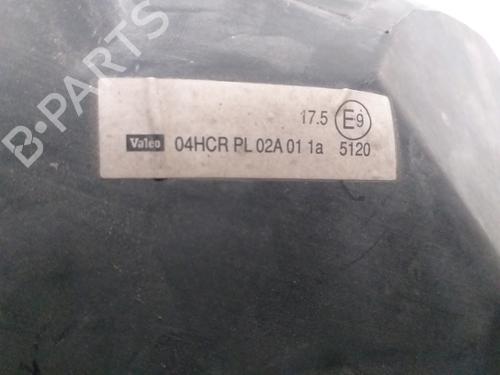 B-PARTS
17.5 E9
Valeo 04HCR PL 02A 01 1a 5120